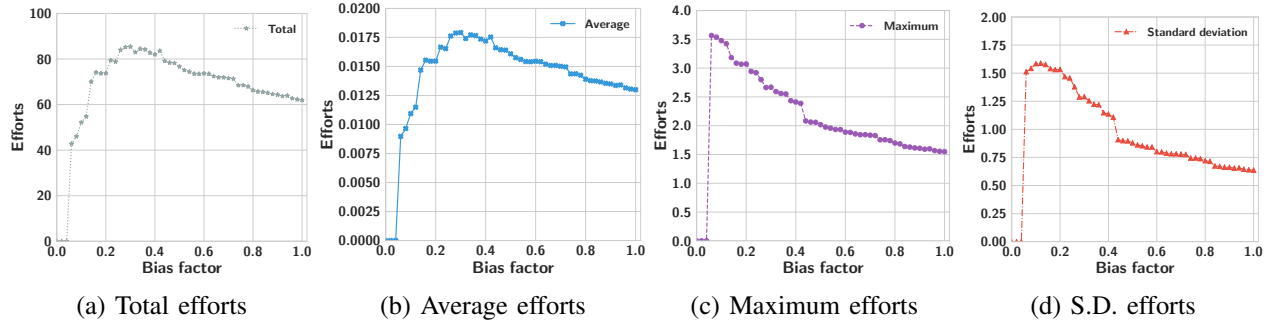 100
80
60
40
20
0
Efforts
Total
0.0 0.2 0.4 0.6 0.8 1.0
Bias factor
(a) Total efforts
0.0200
0.0175
0.0150
0.0125
0.0100
0.0075
0.0050
0.0025
0.0000
Efforts
Average
0.0 0.2 0.4 0.6 0.8 1.0
Bias factor
(b) Average efforts
4.0
3.5
3.0
2.5
2.0
1.5
1.0
0.5
0.0
Efforts
Maximum
0.0 0.2 0.4 0.6 0.8 1.0
Bias factor
(c) Maximum efforts
2.00
1.75
1.50
1.25
1.00
0.75
0.50
0.25
0.00
Efforts
Standard deviation
0.0 0.2 0.4 0.6 0.8 1.0
Bias factor
(d) S.D. efforts